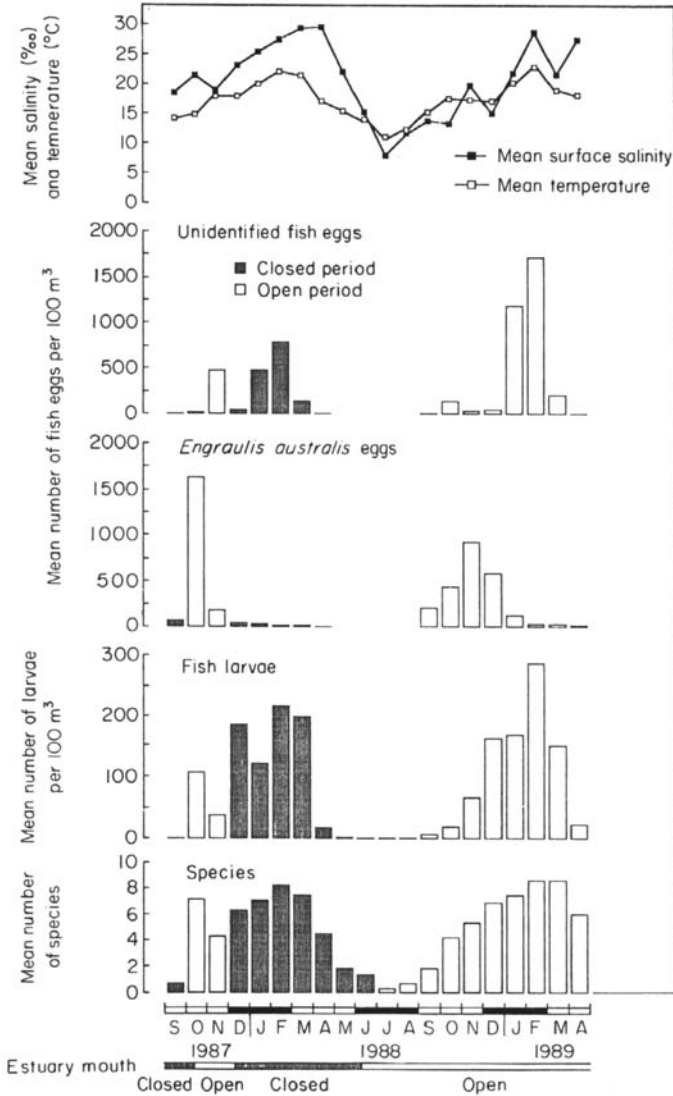 Mean salinity (‰)
and temnerature (°C)
30
25
20
15
10
5
0
Mean surface salinity
Mean temperature
Mean number of fish eggs per 100 m³
2000
1500
1000
500
0
Unidentified fish eggs
Closed period
Open period
2000
1500
1000
500
0
Engraulis australis eggs
Mean number of larvae
per 100 m³
300
200
100
0
Fish larvae
Mean number
of species
10
8
6
4
2
0
Species
S O N D J F M A M J J A S O N D J F M A
1987 1988 1989
Estuary mouth
Closed Open Closed Open